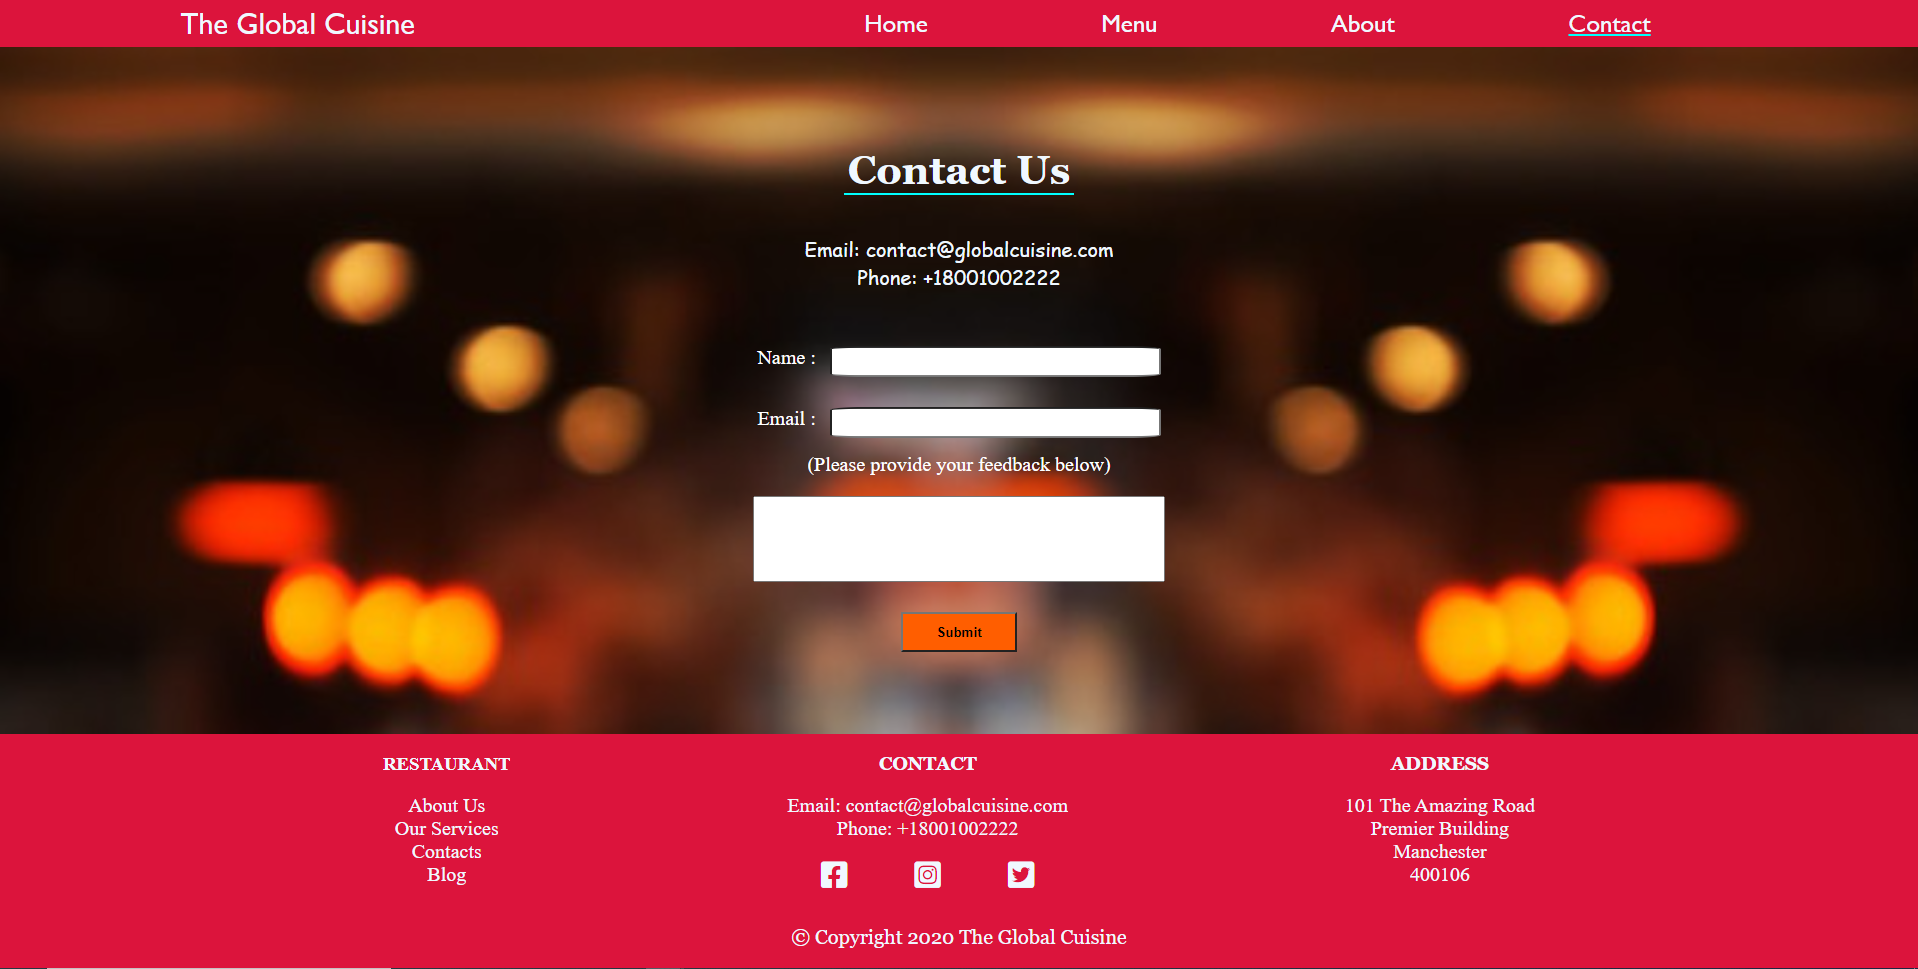 The Global Cuisine
Home
Menu
About
Contact
Contact Us
Email: contact@globalcuisine.com
Phone: +18001002222
Name :
Email :
(Please provide your feedback below)
Submit
RESTAURANT
About Us
Our Services
Contacts
Blog
CONTACT
Email: contact@globalcuisine.com
Phone: +18001002222
ADDRESS
101 The Amazing Road
Premier Building
Manchester
400106
© Copyright 2020 The Global Cuisine